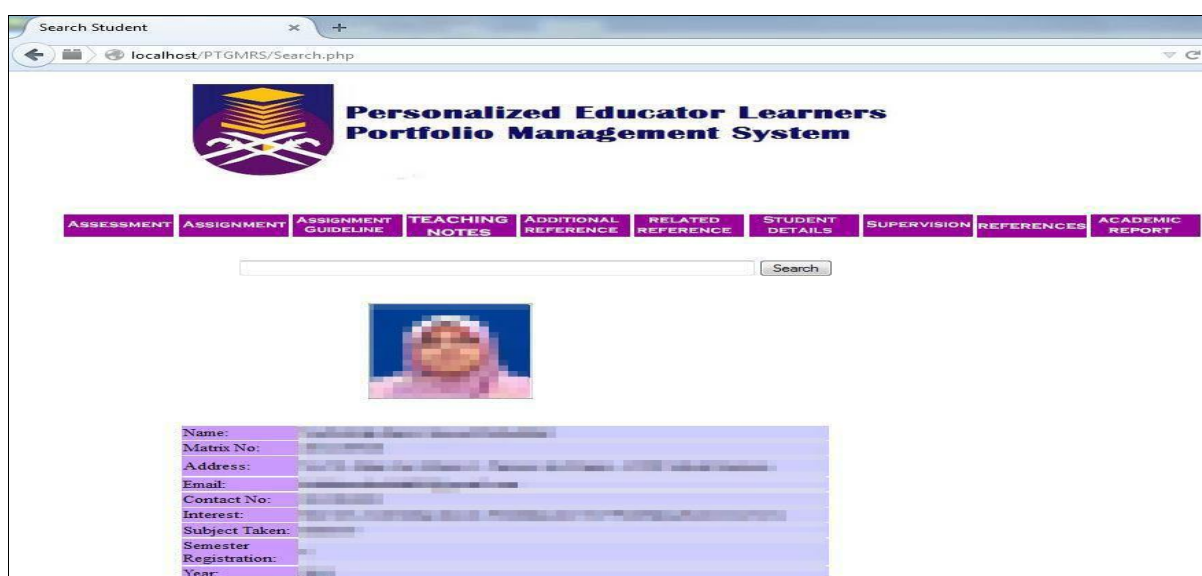 Search Student
localhost/PTGMRS/Search.php
Personalized Educator Learners
Portfolio Management System
ASSESSMENT
ASSIGNMENT
ASSIGNMENT
GUIDELINE
TEACHING
NOTES
ADDITIONAL
REFERENCE
RELATED
REFERENCE
STUDENT
DETAILS
SUPERVISION
REFERENCES
ACADEMIC
REPORT
Search
Name:
Matrix No:
Address:
Email:
Contact No:
Interest:
Subject Taken:
Semester
Registration:
Year: